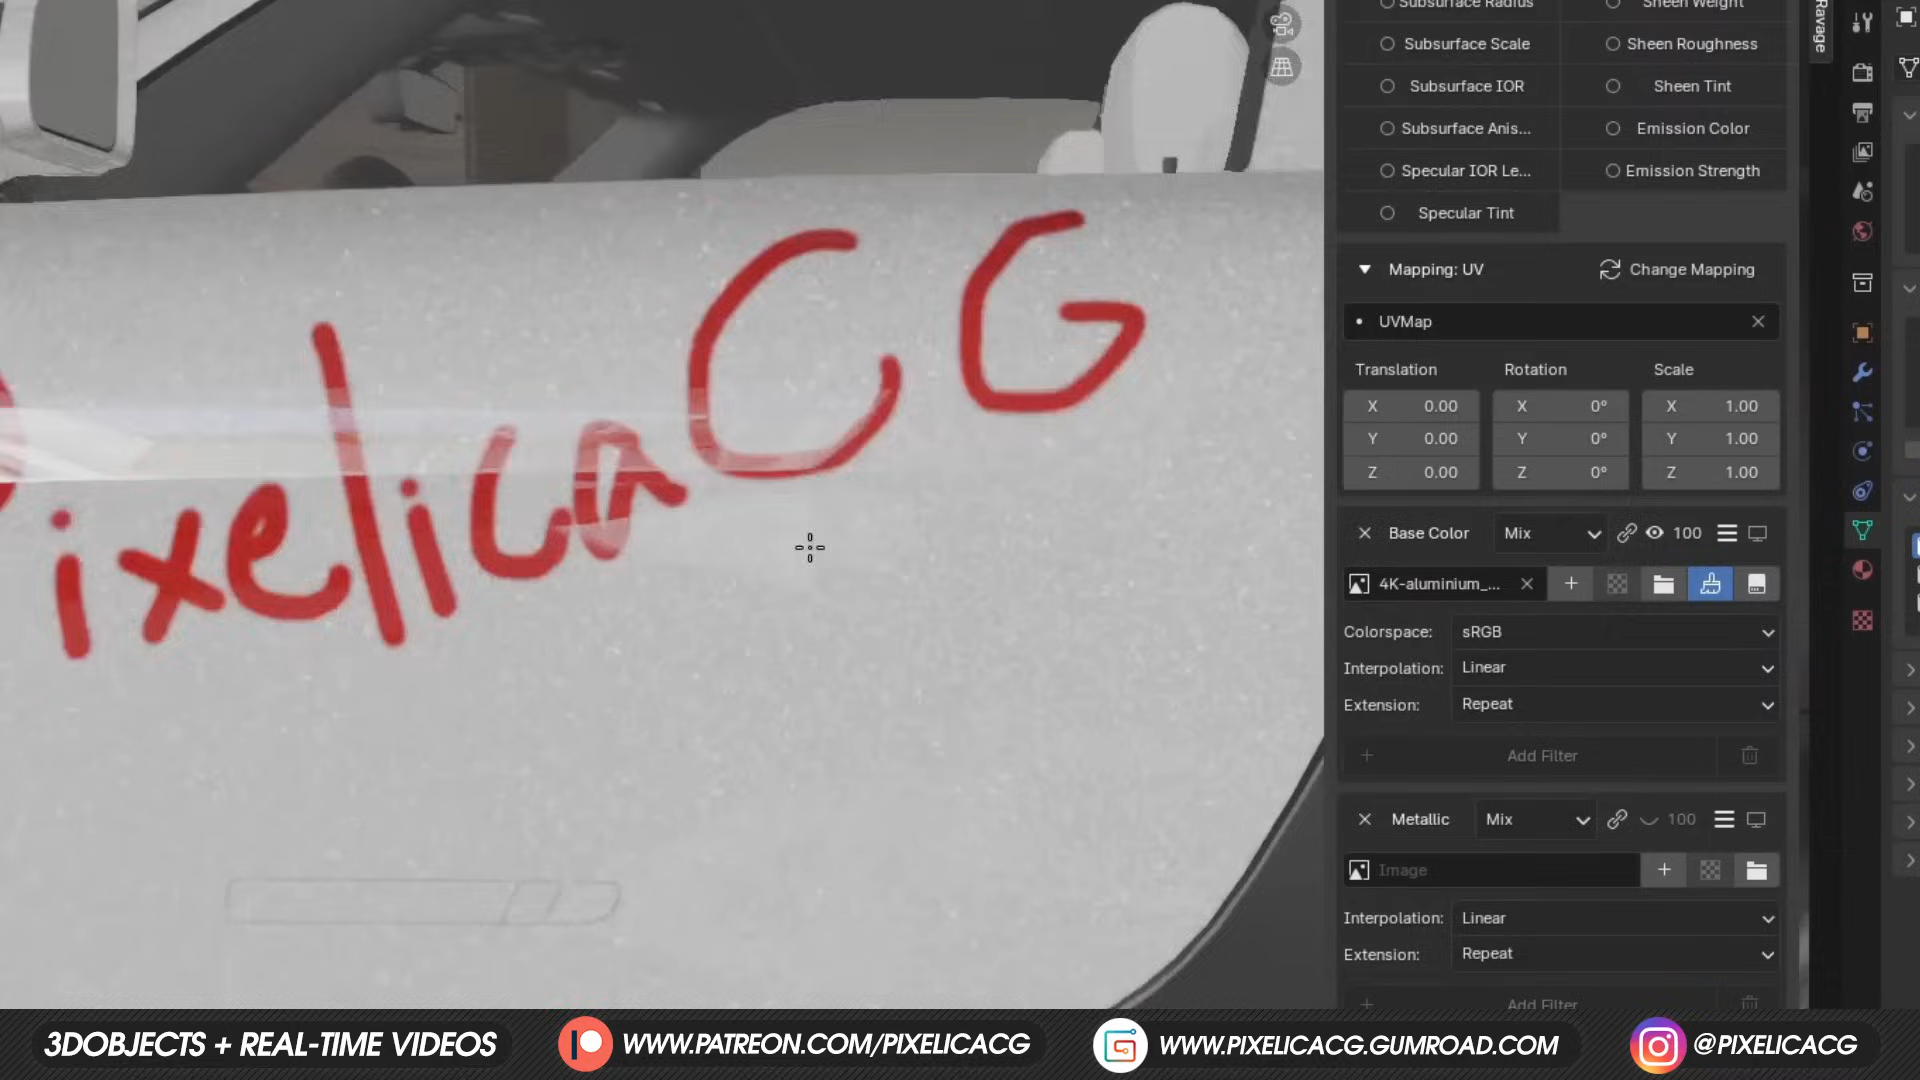 Subsurface Radius
Sheen Weight
Subsurface Scale
Sheen Roughness
Subsurface IOR
Sheen Tint
Subsurface Anis...
Emission Color
Specular IOR Le...
Emission Strength
Specular Tint
Ravage
PixelicaCG
Mapping: UV
Change Mapping
UVMap
Translation Rotation Scale
X 0.00 X 0° X 1.00
Y 0.00 Y 0° Y 1.00
Z 0.00 Z 0° Z 1.00
Base Color Mix 100
4K-aluminium_...
Colorspace: sRGB
Interpolation: Linear
Extension: Repeat
Add Filter
Metallic Mix 100
Image
Interpolation: Linear
Extension: Repeat
Add Filter
3DOBJECTS + REAL-TIME VIDEOS
WWW.PATREON.COM/PIXELICACG
WWW.PIXELICACG.GUMROAD.COM
@PIXELICACG